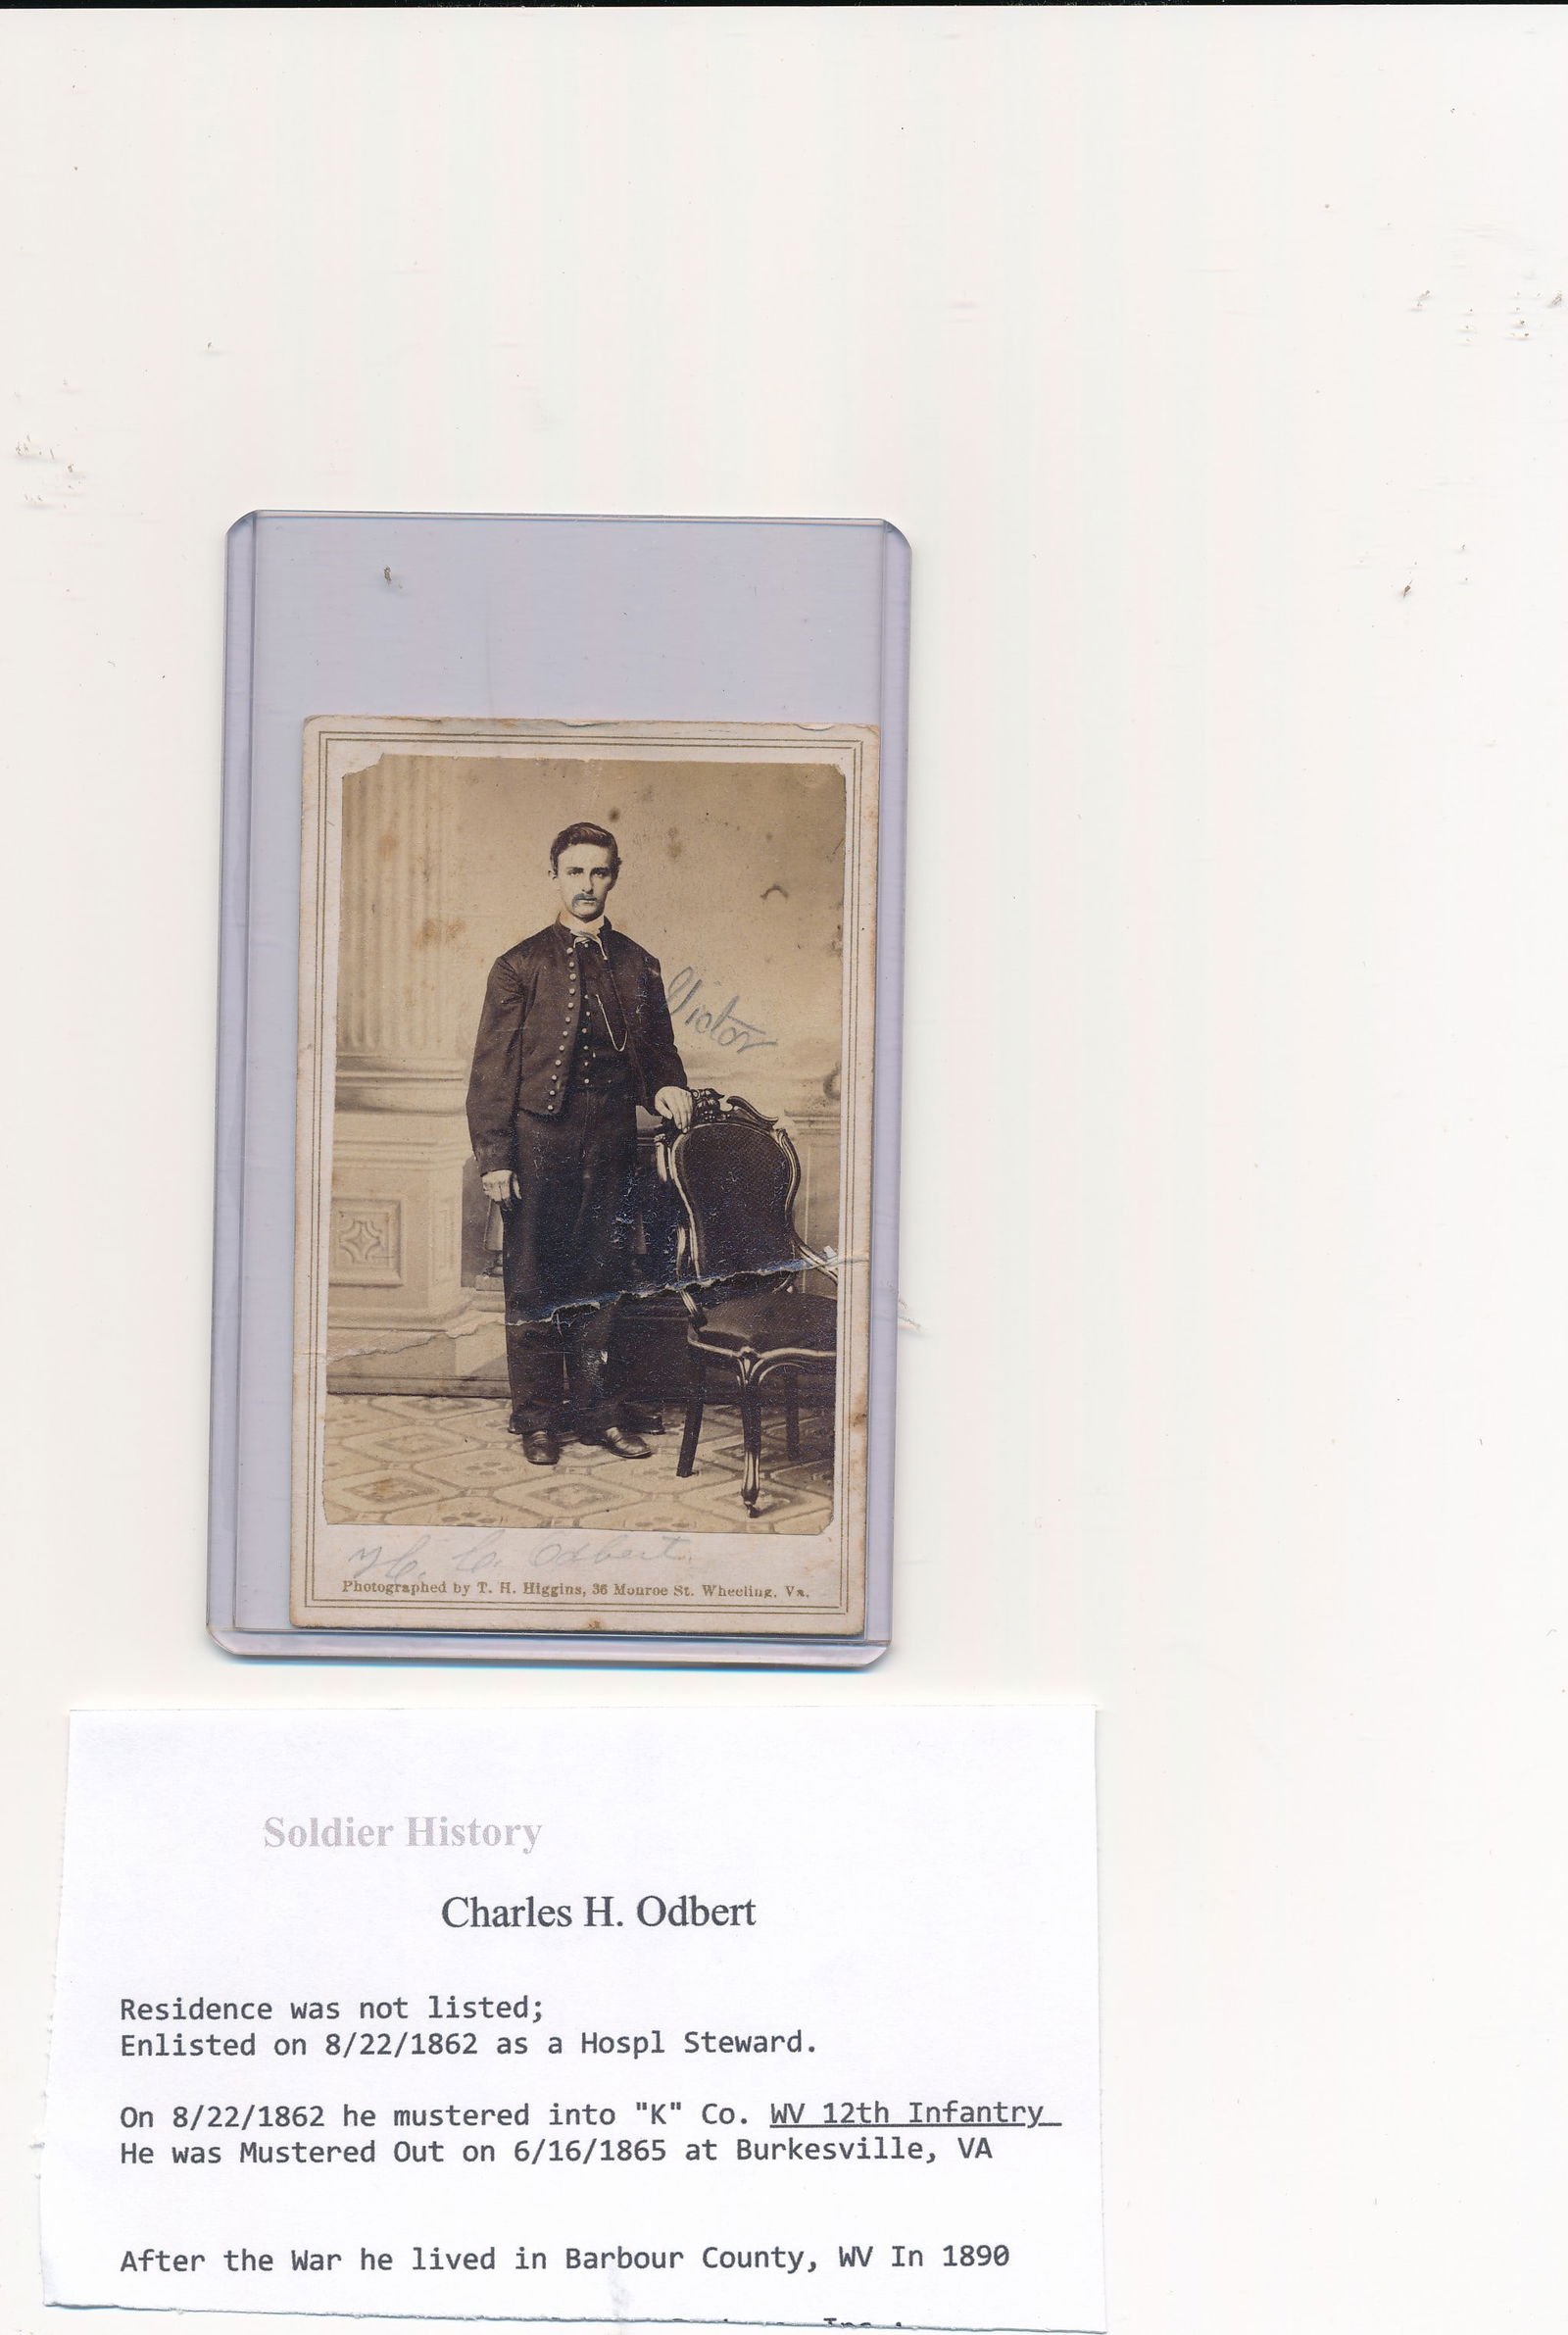 Victor
H. C. Odbert.
Photographed by T. H. Higgins, 36 Monroe St. Wheeling, Va.
Soldier History
Charles H. Odbert
Residence was not listed;
Enlisted on 8/22/1862 as a Hospl Steward.
On 8/22/1862 he mustered into "K" Co. WV 12th Infantry
He was Mustered Out on 6/16/1865 at Burkesville, VA
After the War he lived in Barbour County, WV In 1890